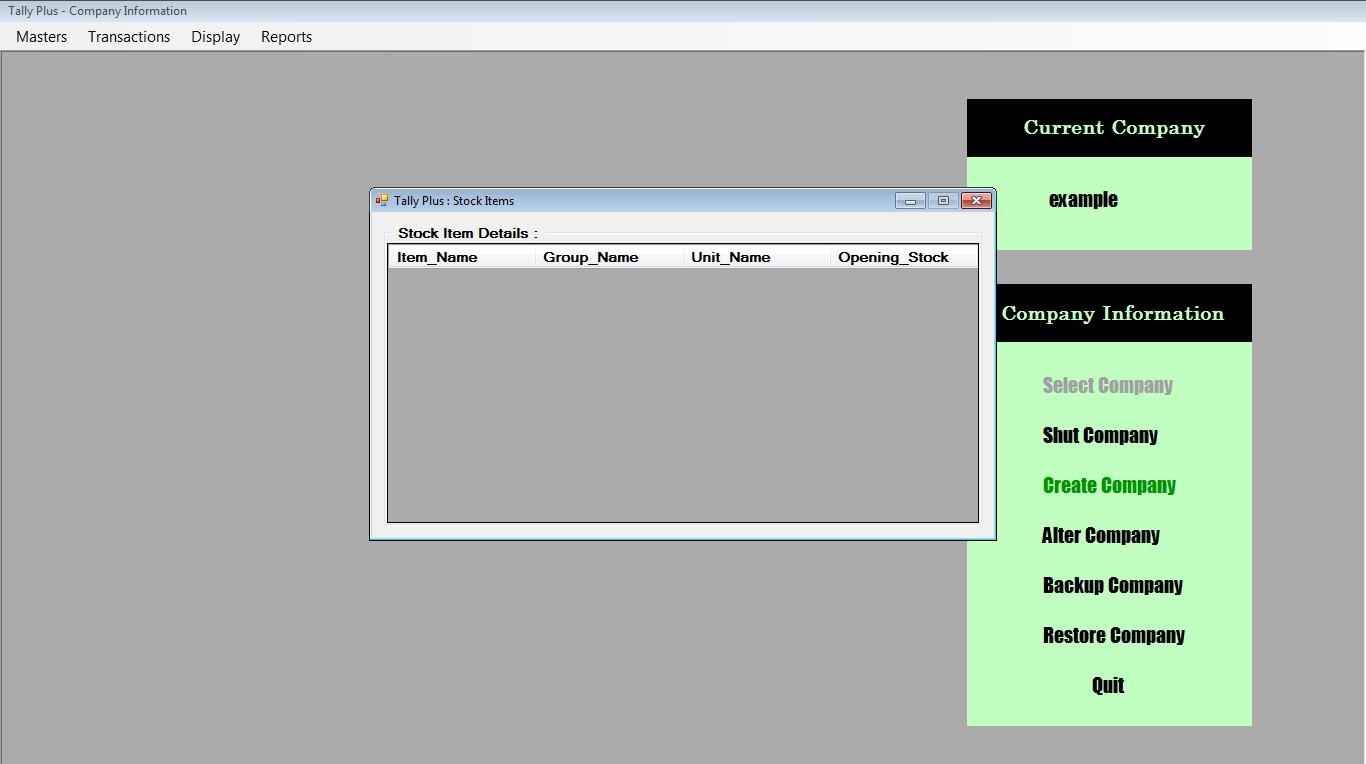 Tally Plus - Company Information
Masters Transactions Display Reports
Current Company
example
Tally Plus : Stock Items
Stock Item Details :
Item_Name Group_Name Unit_Name Opening_Stock
Company Information
Select Company
Shut Company
Create Company
Alter Company
Backup Company
Restore Company
Quit